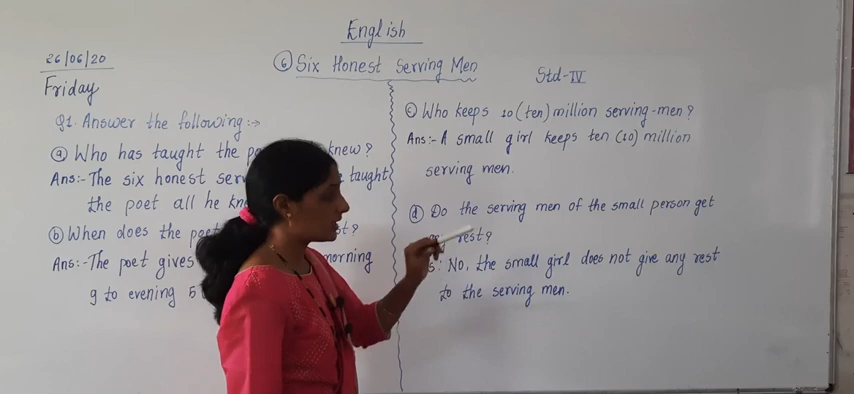 English
26/06/20
Friday
⑥ Six Honest Serving Men
Std-IV
Q1. Answer the following :→
ⓐ Who has taught the knew?
Ans:- The six honest taught
the poet all he
ⓑ When does the
Ans:- The poet gives morning
9 to evening 5
ⓒ Who keeps 10 (ten) million serving-men?
Ans:- A small girl keeps ten (10) million
serving men.
ⓓ Do the serving men of the small person get
rest?
No, the small girl does not give any rest
to the serving men.